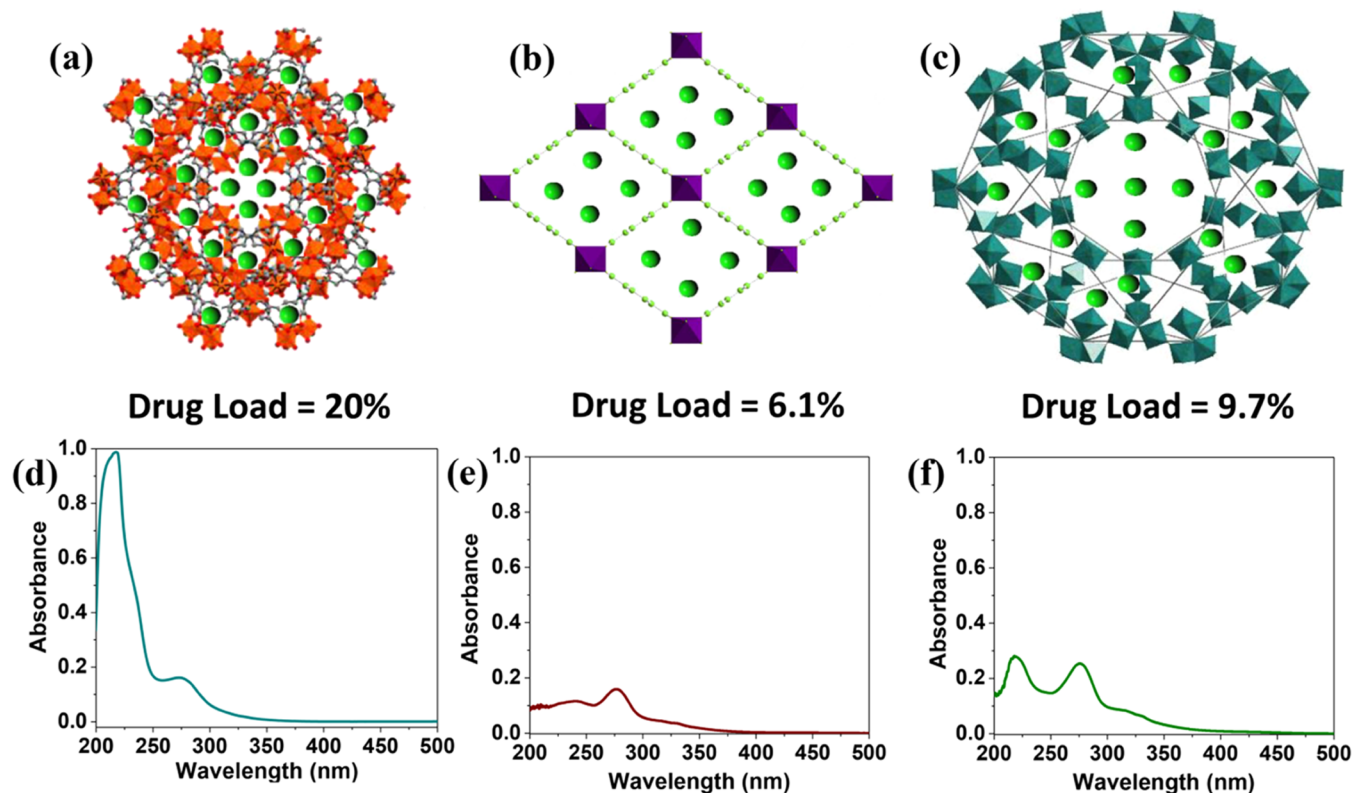 (a)
(b)
(c)
Drug Load = 20%
Drug Load = 6.1%
Drug Load = 9.7%
(d)
1.0
0.8
0.6
0.4
0.2
0.0
Absorbance
200 250 300 350 400 450 500
Wavelength (nm)
(e)
1.0
0.8
0.6
0.4
0.2
0.0
Absorbance
200 250 300 350 400 450 500
Wavelength (nm)
(f)
1.0
0.8
0.6
0.4
0.2
0.0
Absorbance
200 250 300 350 400 450 500
Wavelength (nm)